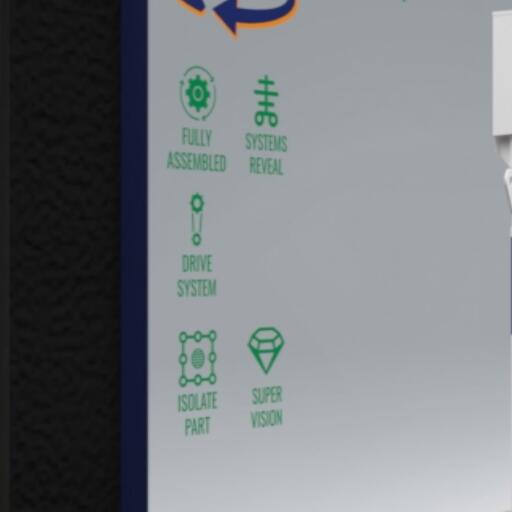 FULLY
ASSEMBLED
SYSTEMS
REVEAL
DRIVE
SYSTEM
ISOLATE
PART
SUPER
VISION